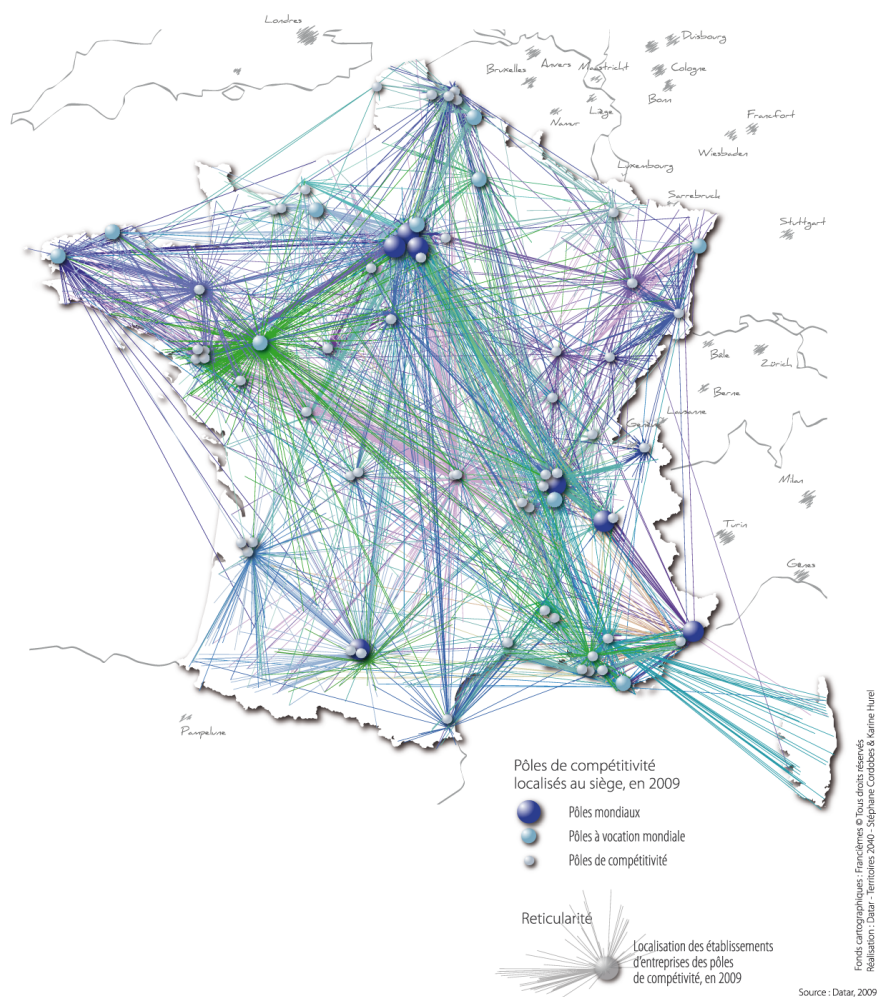 Londres
Duisbourg
Anvers
Maastricht
Bruxelles
Cologne
Bonn
Liège
Namur
Francfort
Wiesbaden
Luxembourg
Sarrebruck
Stuttgart
Bâle
Zürich
Berne
Lausanne
Genève
Milan
Turin
Gênes
Pampelune
Pôles de compétitivité
localisés au siège, en 2009
Pôles mondiaux
Pôles à vocation mondiale
Pôles de compétitivité
Reticularité
Localisation des établissements
d'entreprises des pôles
de compétivité, en 2009
Fonds cartographiques : Francièmes © Tous droits réservés
Réalisation : Datar - Territoires 2040 - Stéphane Cordobes & Karine Hurel
Source : Datar, 2009